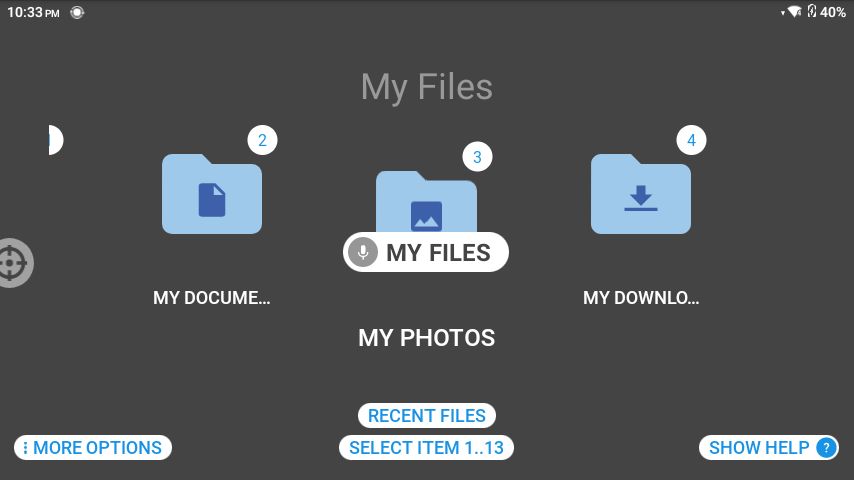 10:33 PM
40%
My Files
2
3
4
MY FILES
MY DOCUME...
MY DOWNLO...
MY PHOTOS
RECENT FILES
MORE OPTIONS
SELECT ITEM 1..13
SHOW HELP ?